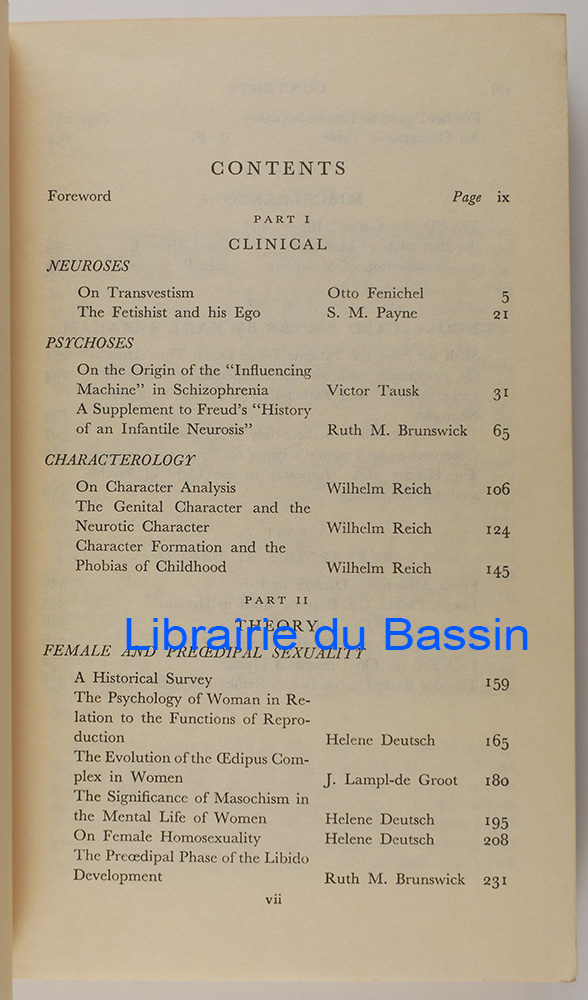 CONTENTS
Foreword Page ix
PART I
CLINICAL
NEUROSES
On Transvestism Otto Fenichel 5
The Fetishist and his Ego S. M. Payne 21
PSYCHOSES
On the Origin of the "Influencing
Machine" in Schizophrenia Victor Tausk 31
A Supplement to Freud's "History
of an Infantile Neurosis" Ruth M. Brunswick 65
CHARACTEROLOGY
On Character Analysis Wilhelm Reich 106
The Genital Character and the
Neurotic Character Wilhelm Reich 124
Character Formation and the
Phobias of Childhood Wilhelm Reich 145
PART II
THEORY
Librairie du Bassin
FEMALE AND PREŒDIPAL SEXUALITY
A Historical Survey 159
The Psychology of Woman in Re-
lation to the Functions of Repro-
duction Helene Deutsch 165
The Evolution of the Œdipus Com-
plex in Women J. Lampl-de Groot 180
The Significance of Masochism in
the Mental Life of Women Helene Deutsch 195
On Female Homosexuality Helene Deutsch 208
The Preœdipal Phase of the Libido
Development Ruth M. Brunswick 231
vii